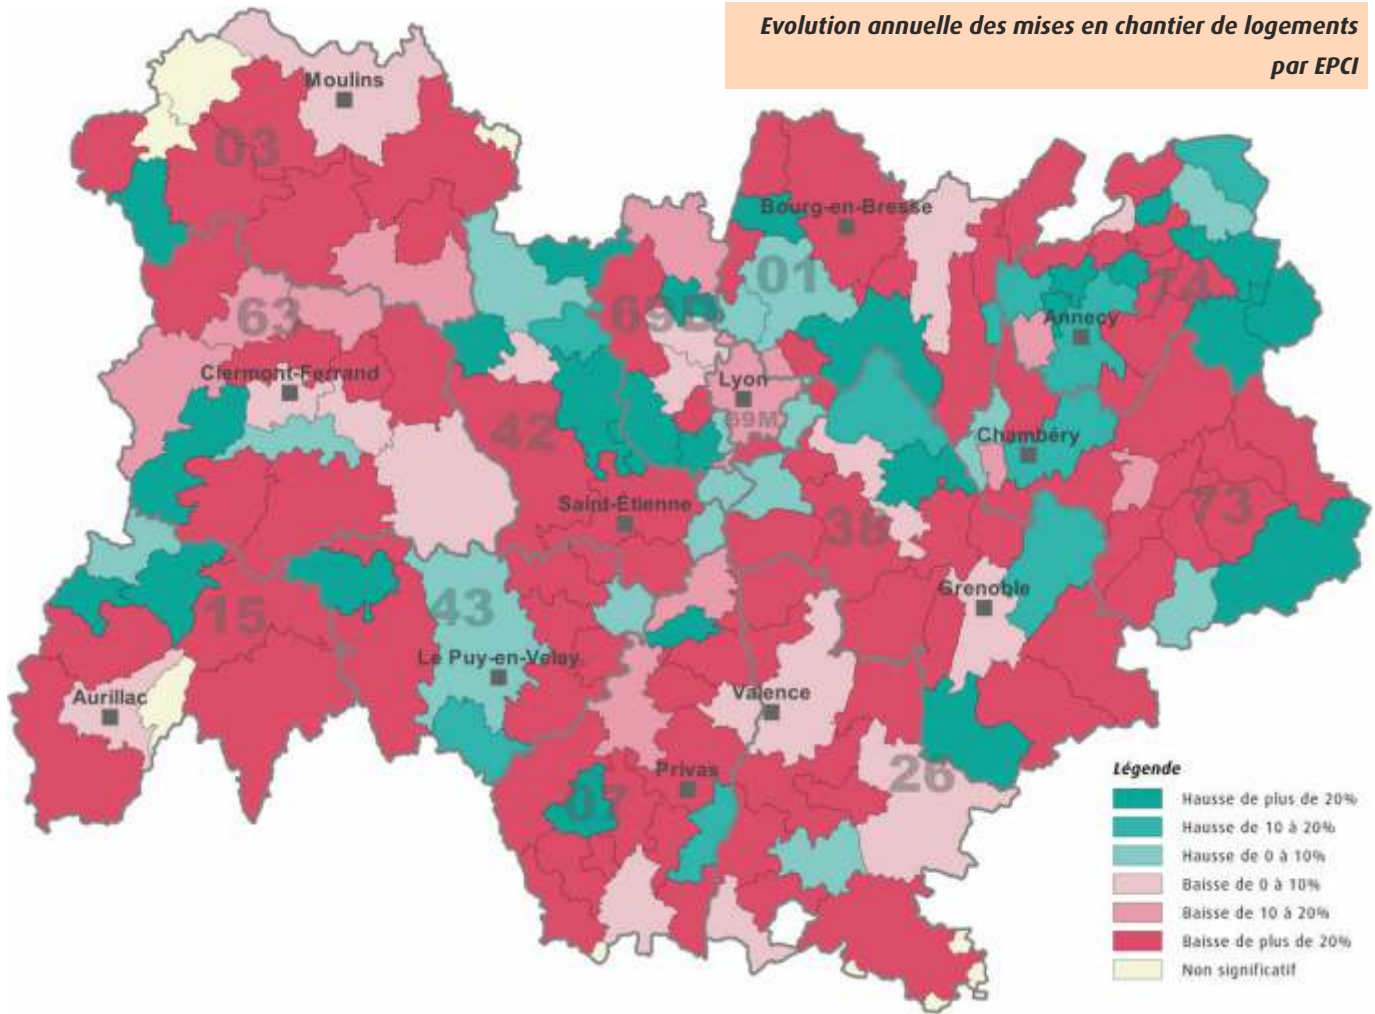 Evolution annuelle des mises en chantier de logements
par EPCI
Moulins
03
Bourg-en-Bresse
01
74
63
69D
Annecy
Clermont-Ferrand
Lyon
69M
42
Chambéry
Saint-Étienne
38
73
Grenoble
15
43
Le Puy-en-Velay
Aurillac
Valence
Privas
26
07
Légende
Hausse de plus de 20%
Hausse de 10 à 20%
Hausse de 0 à 10%
Baisse de 0 à 10%
Baisse de 10 à 20%
Baisse de plus de 20%
Non significatif